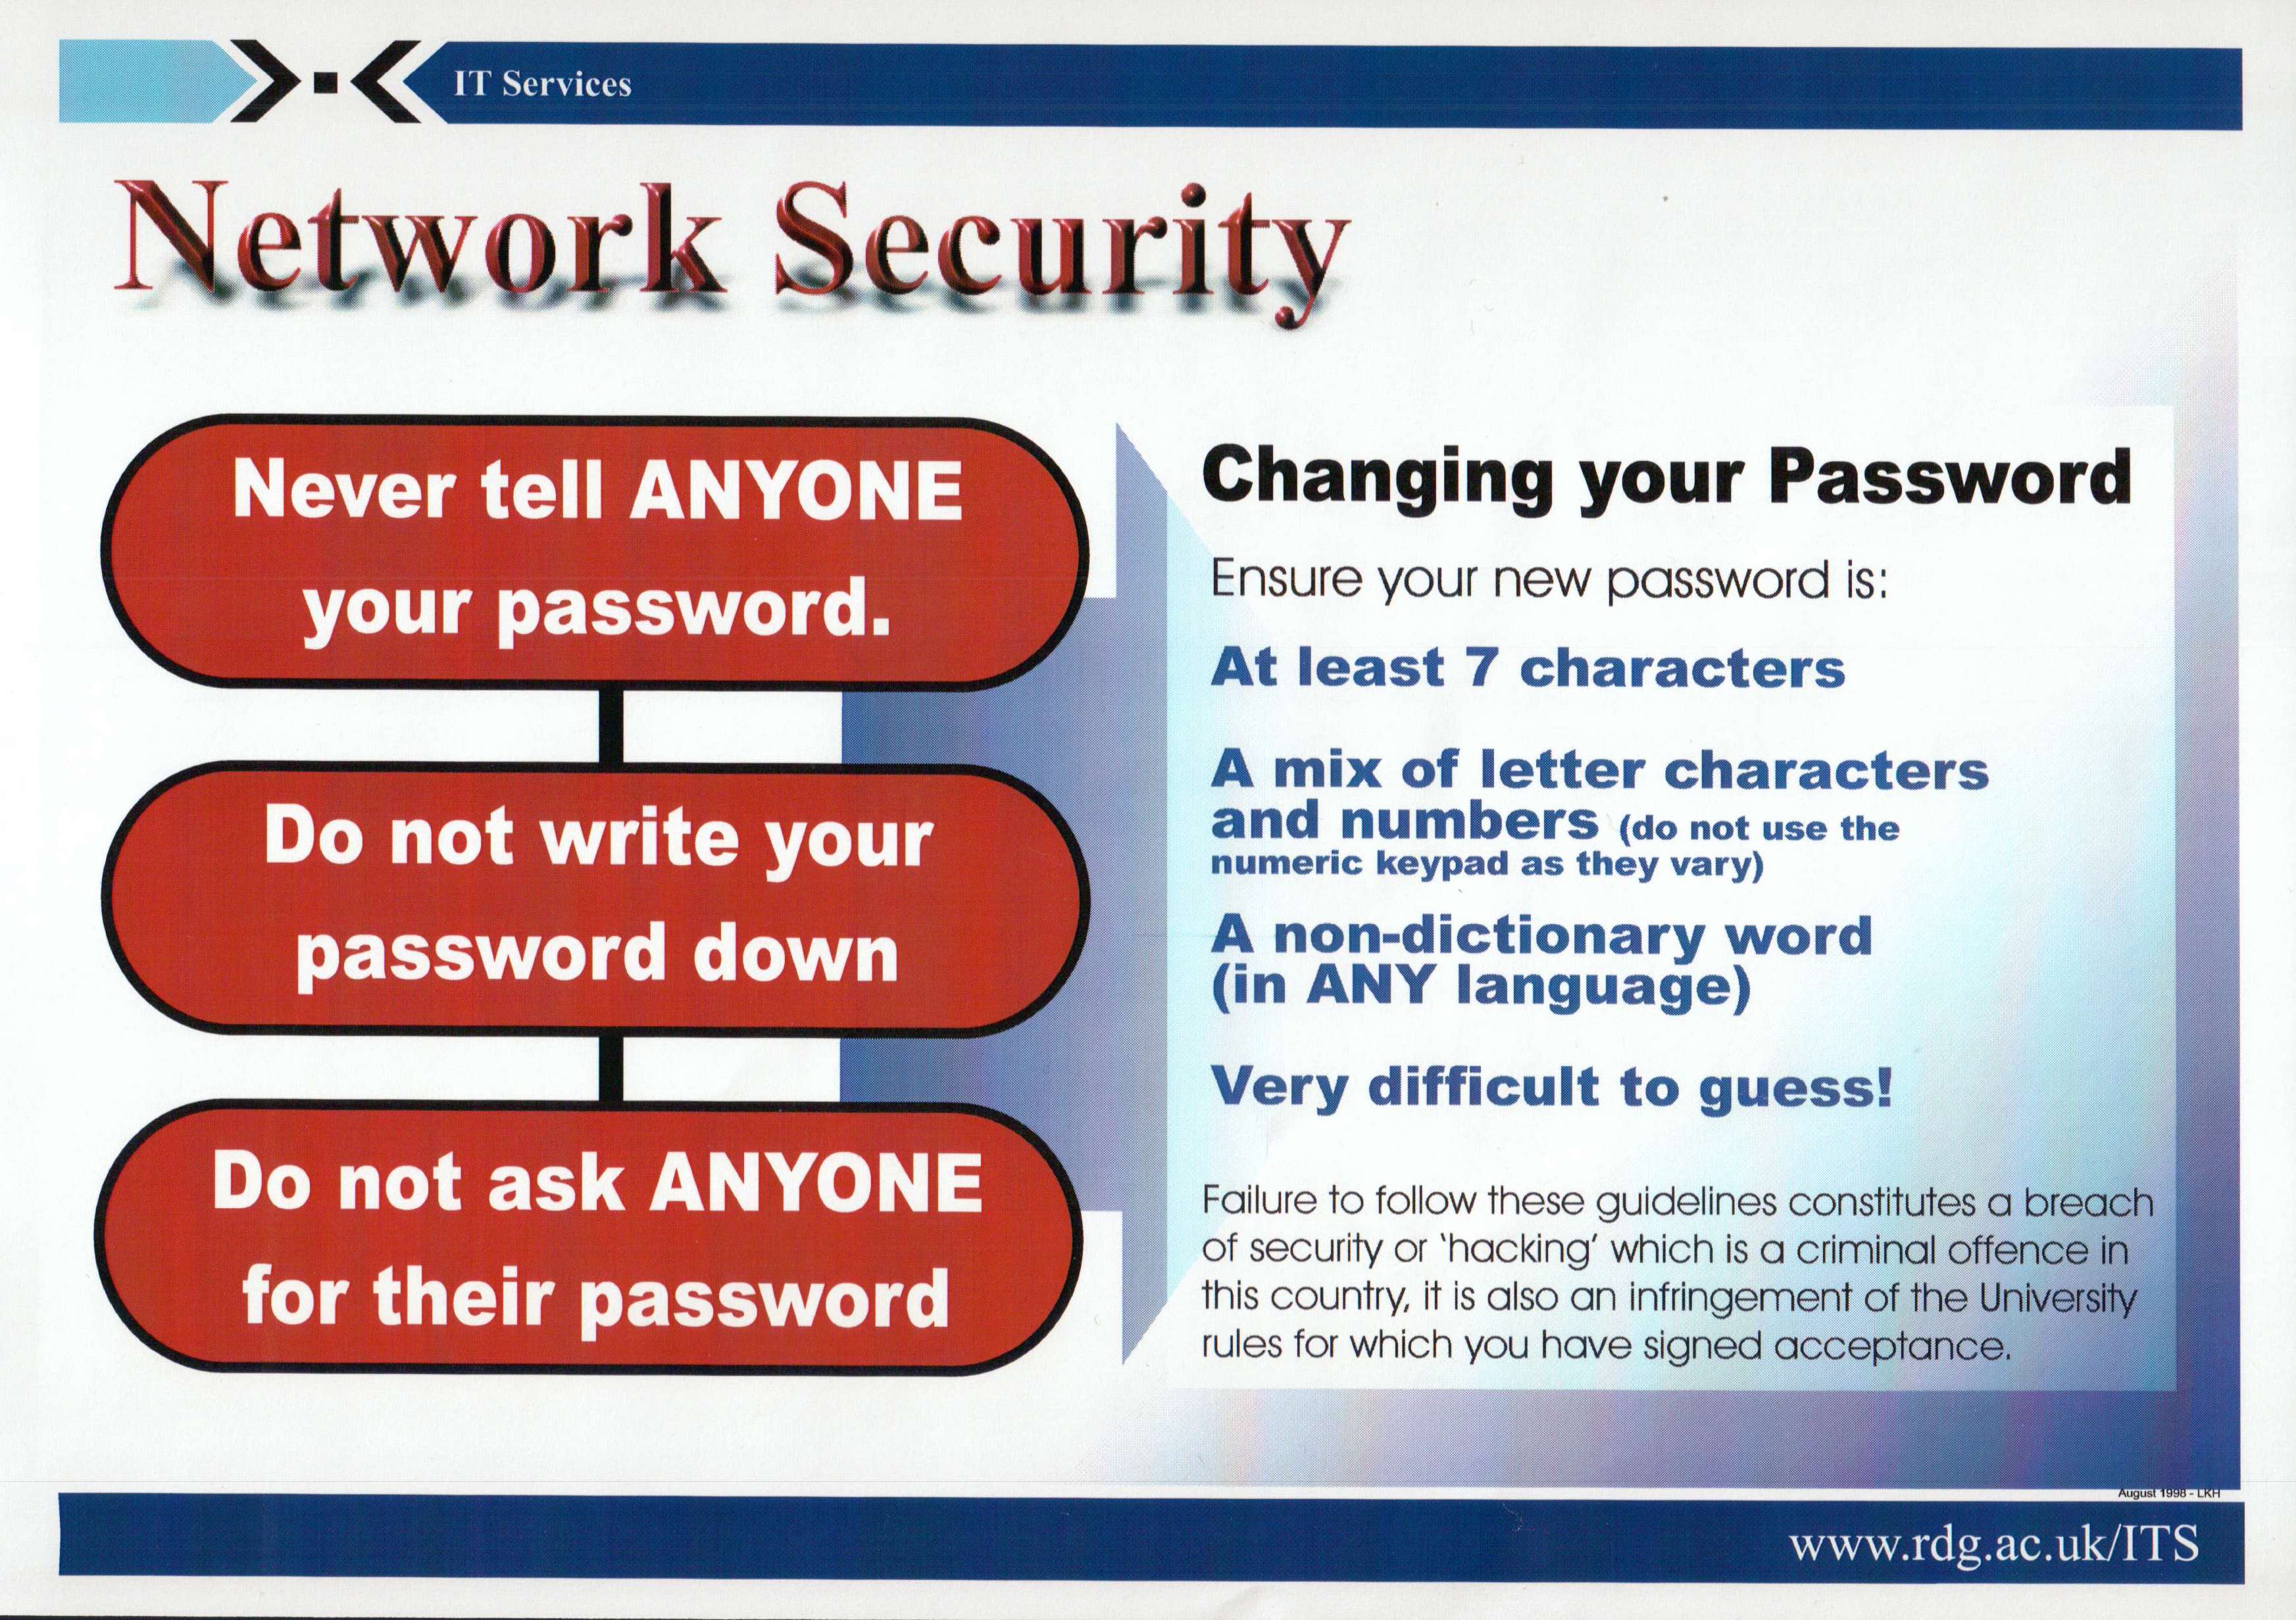 IT Services
Network Security
Never tell ANYONE
your password.
Do not write your
password down
Do not ask ANYONE
for their password
Changing your Password
Ensure your new password is:
At least 7 characters
A mix of letter characters
and numbers (do not use the
numeric keypad as they vary)
A non-dictionary word
(in ANY language)
Very difficult to guess!
Failure to follow these guidelines constitutes a breach
of security or 'hacking' which is a criminal offence in
this country, it is also an infringement of the University
rules for which you have signed acceptance.
August 1998 - LKH
www.rdg.ac.uk/ITS